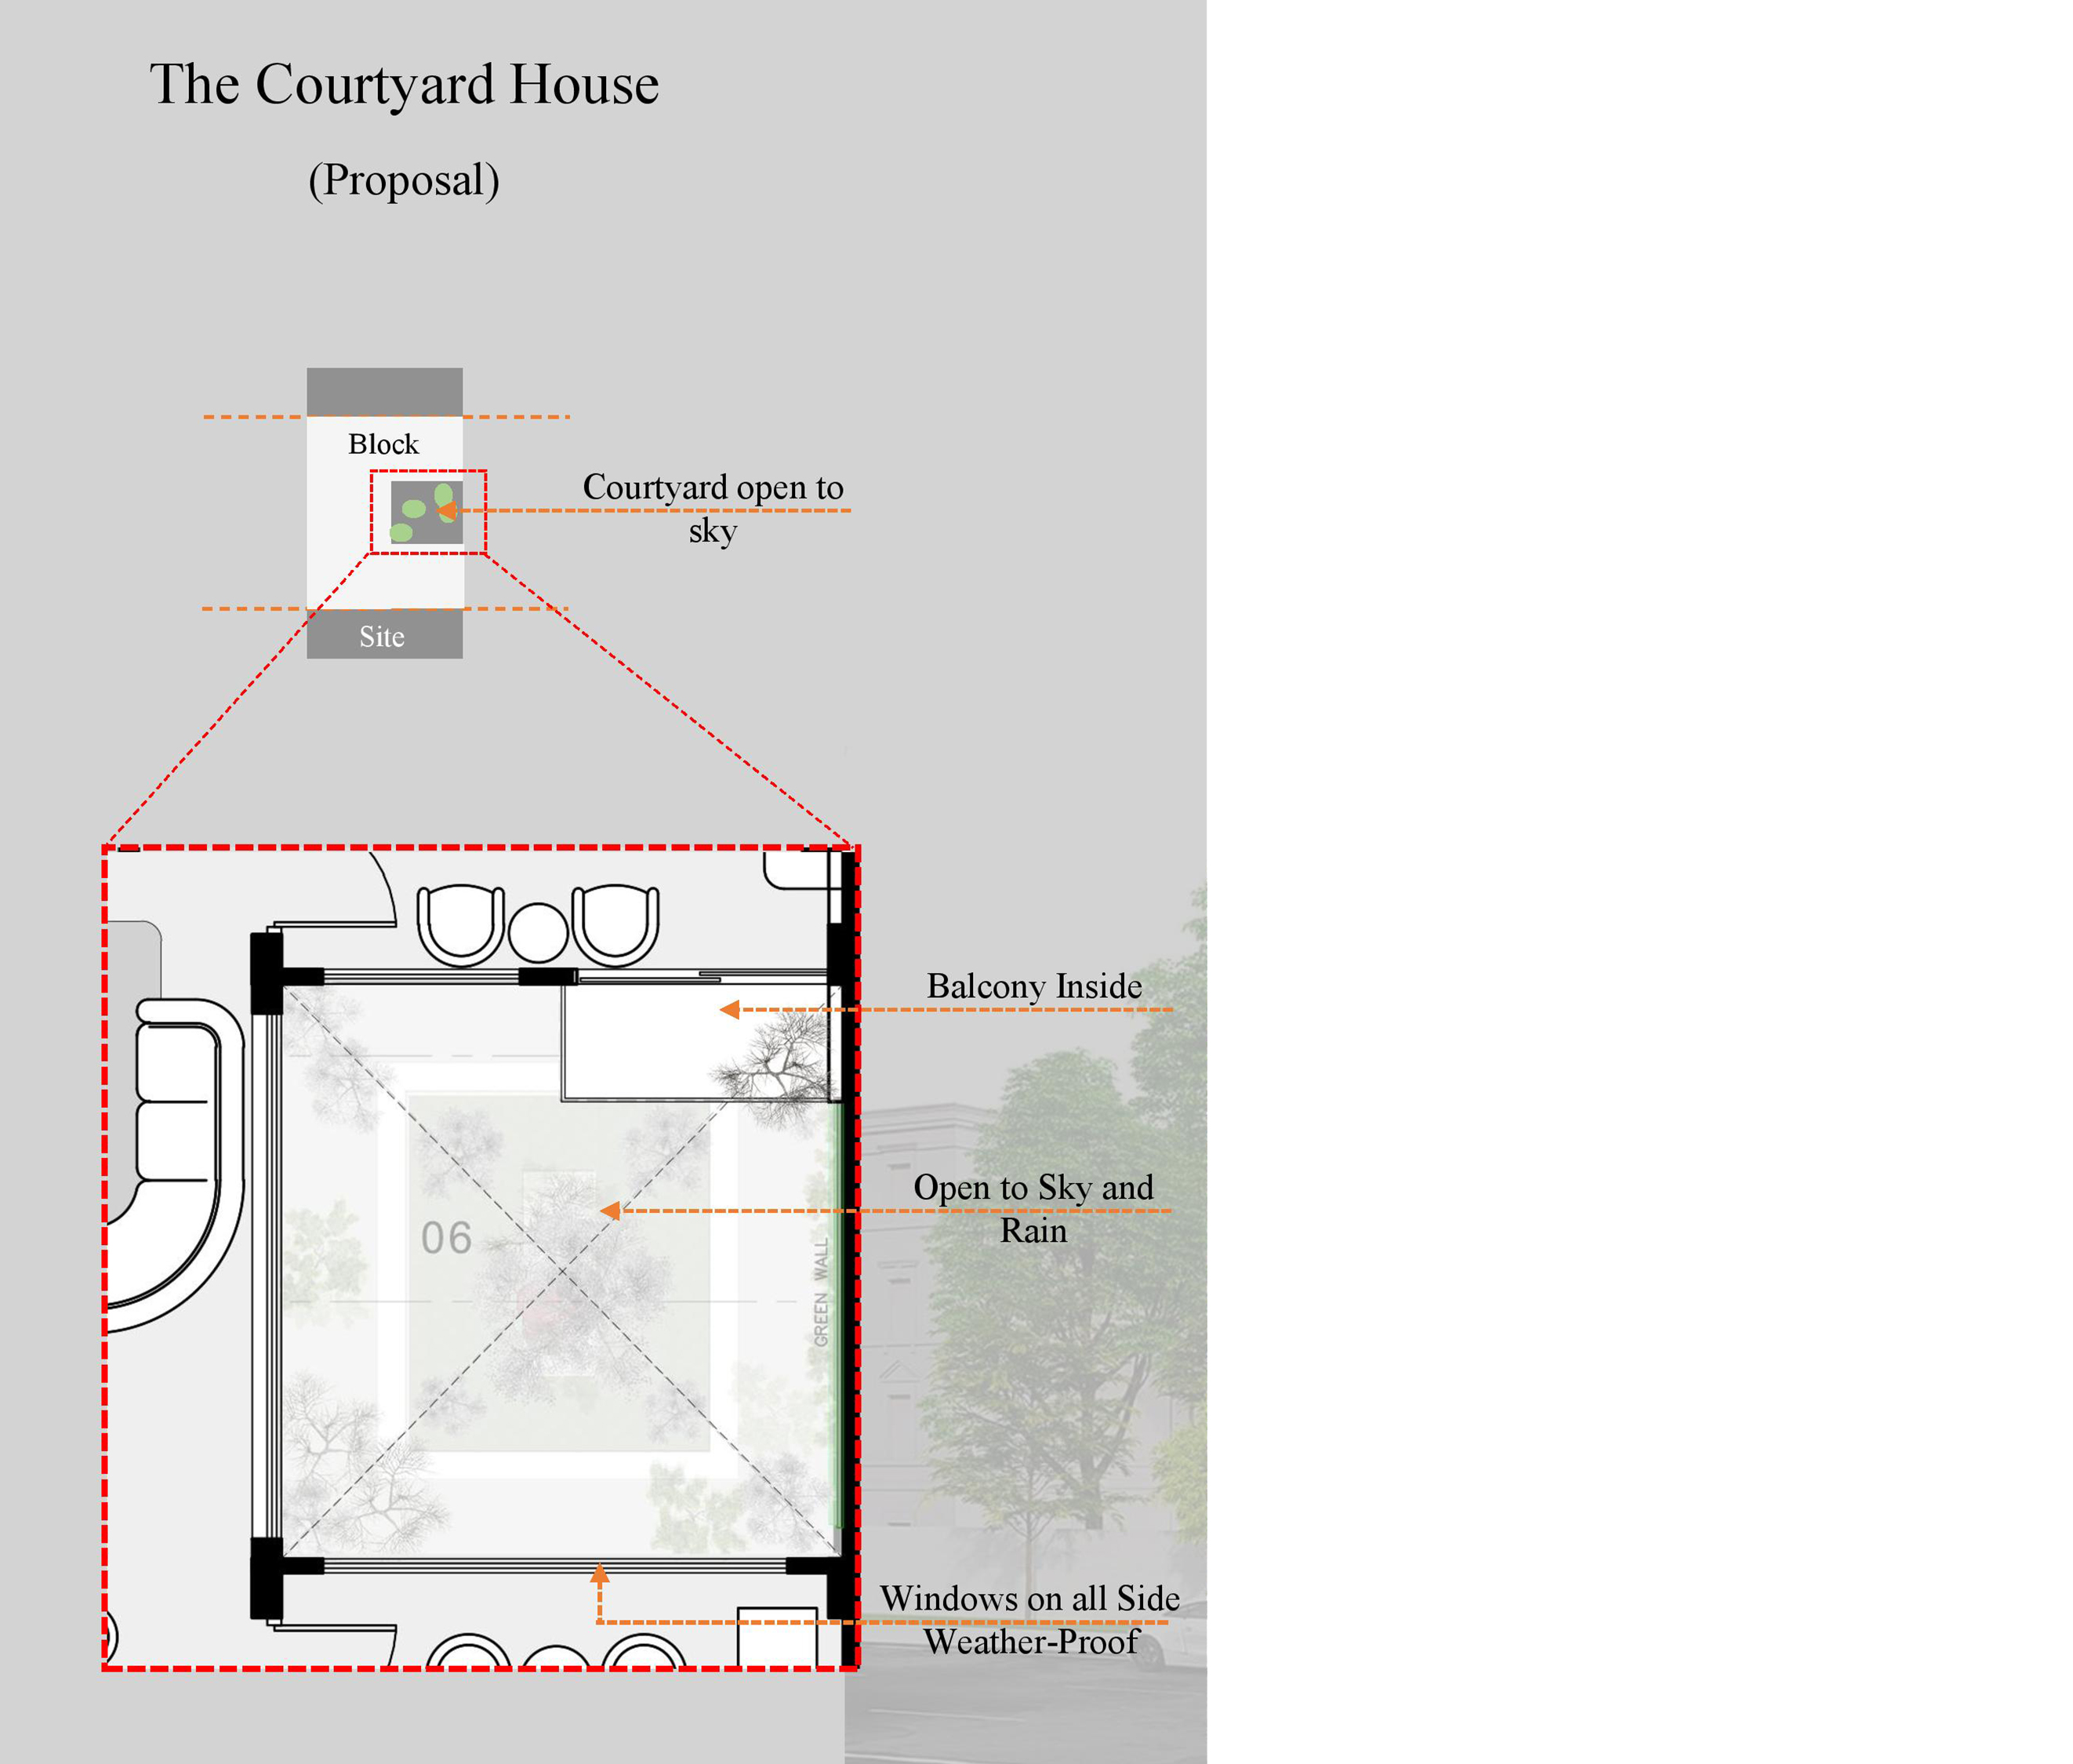 The Courtyard House
(Proposal)
Block
Courtyard open to
sky
Site
Balcony Inside
Open to Sky and
Rain
06
GREEN WALL
Windows on all Side
Weather-Proof